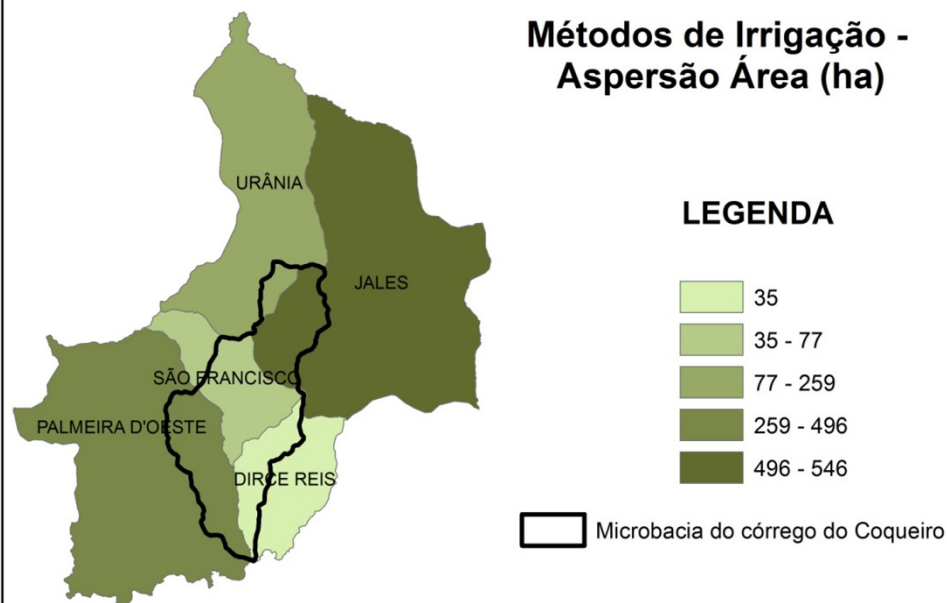 Métodos de Irrigação -
Aspersão Área (ha)
URÂNIA
JALES
SÃO FRANCISCO
PALMEIRA D'OESTE
DIRCE REIS
LEGENDA
35
35 - 77
77 - 259
259 - 496
496 - 546
Microbacia do córrego do Coqueiro